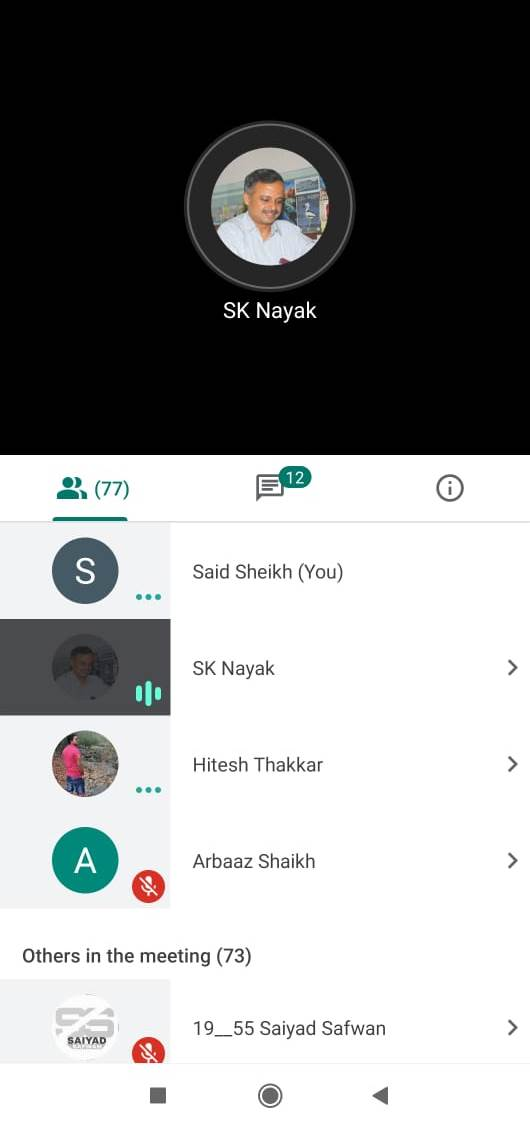 SK Nayak
(77)
12
S
Said Sheikh (You)
SK Nayak
Hitesh Thakkar
A
Arbaaz Shaikh
Others in the meeting (73)
SAIYAD
19__55 Saiyad Safwan